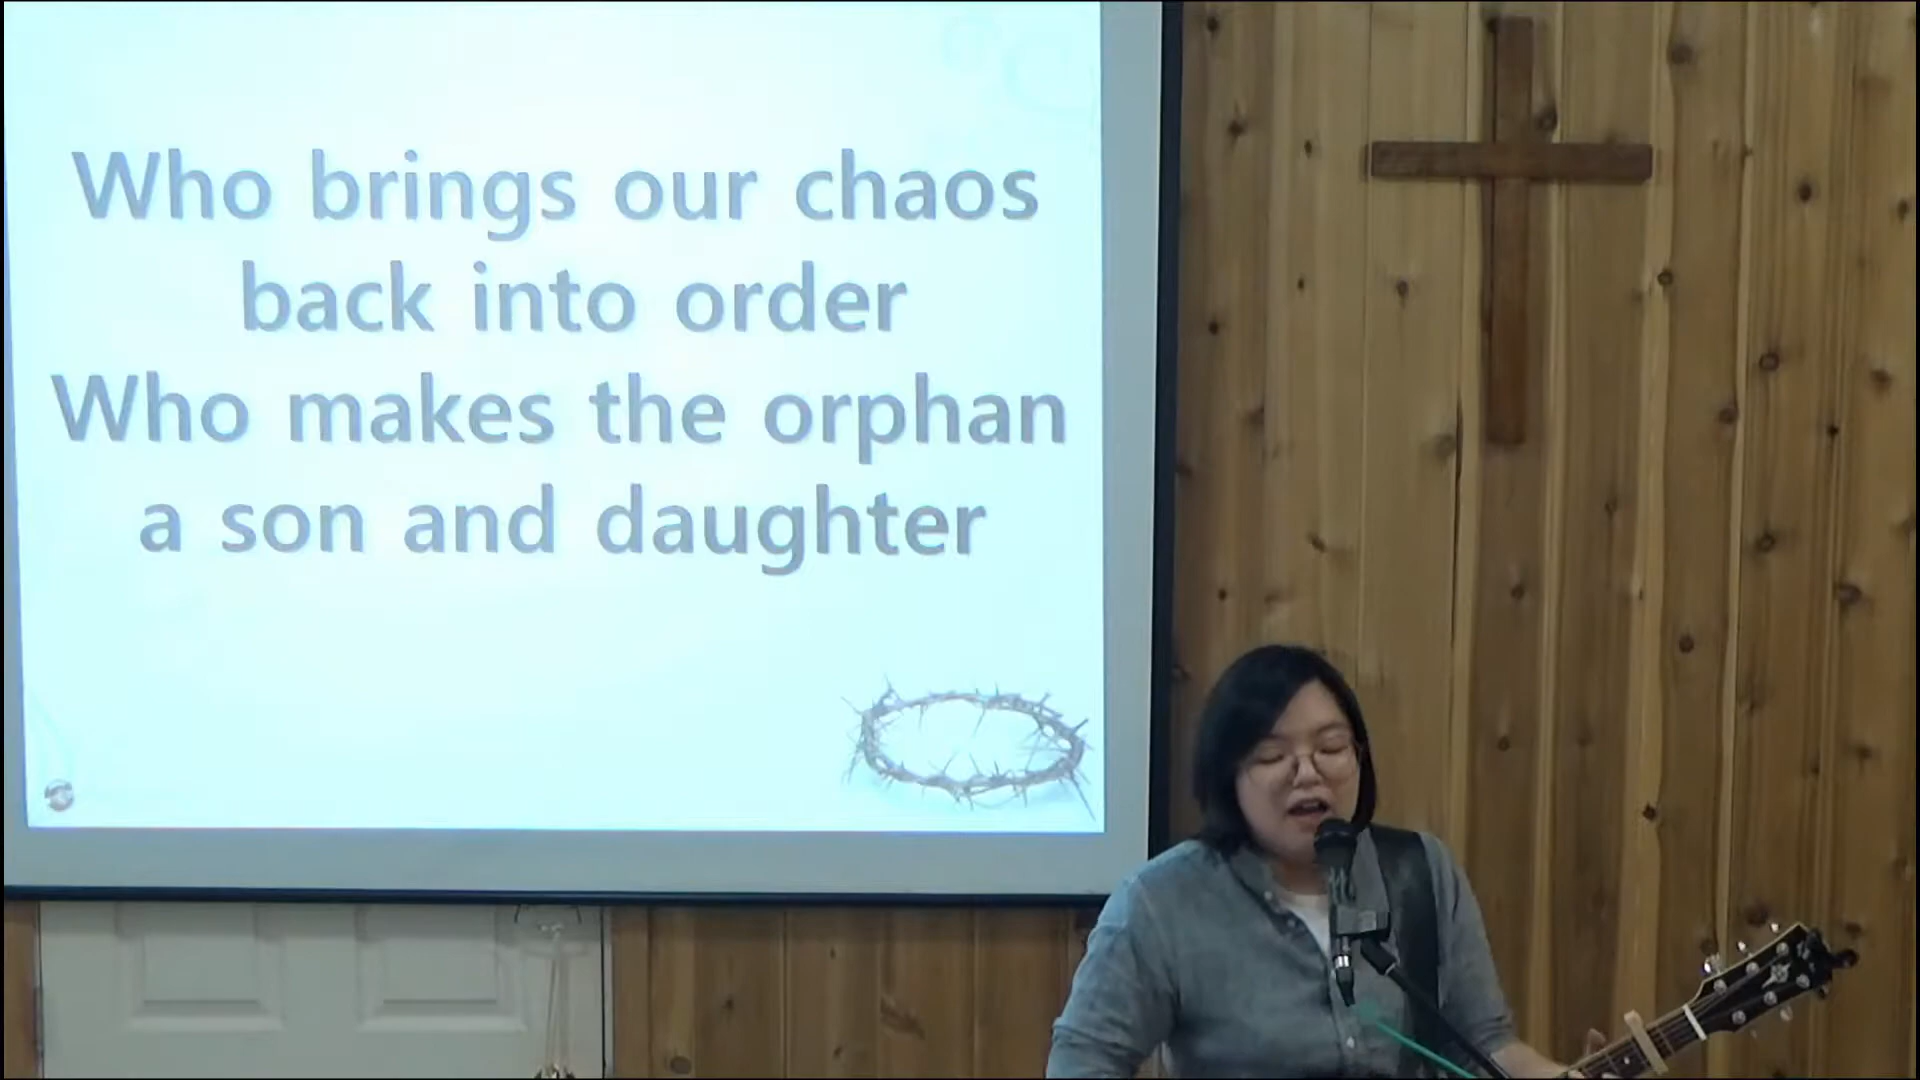 Who brings our chaos
back into order
Who makes the orphan
a son and daughter